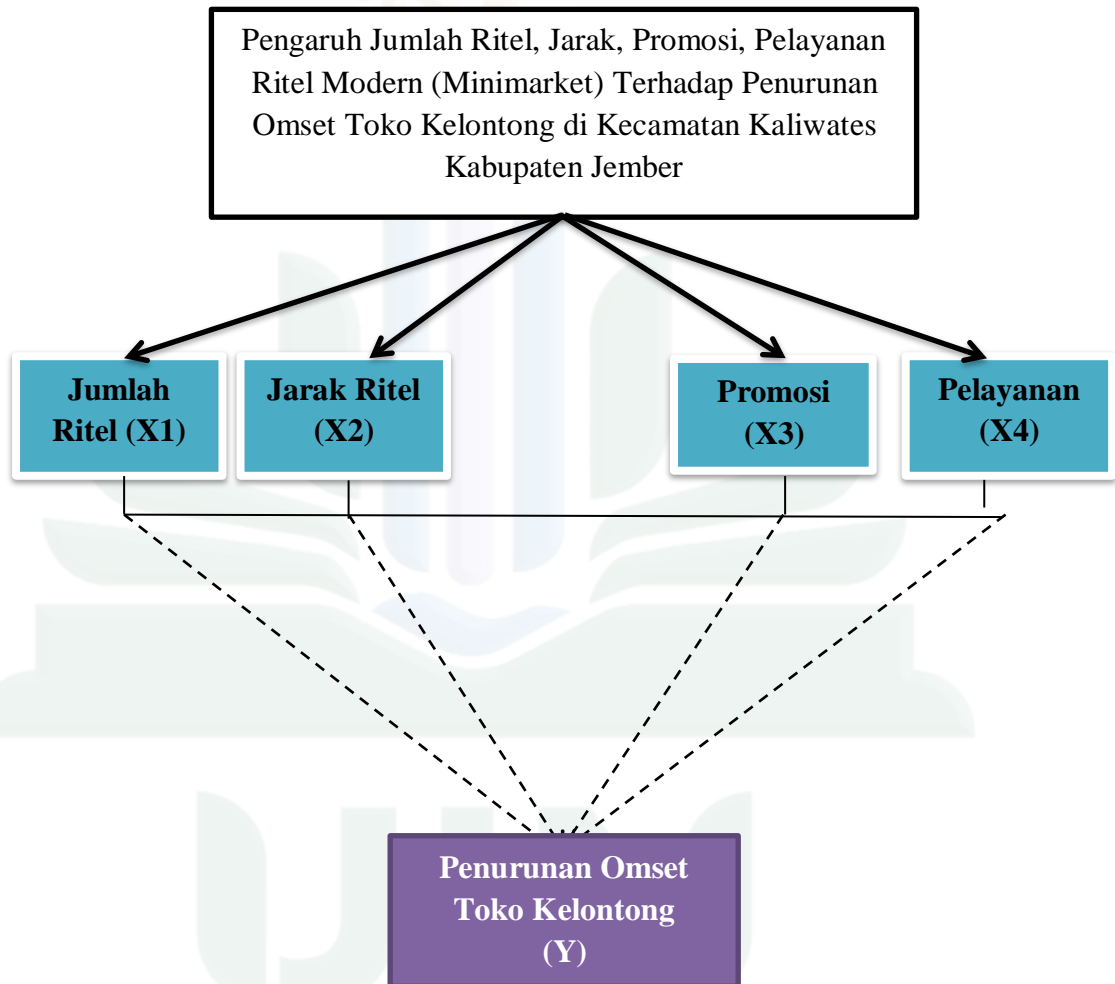 Pengaruh Jumlah Ritel, Jarak, Promosi, Pelayanan
Ritel Modern (Minimarket) Terhadap Penurunan
Omset Toko Kelontong di Kecamatan Kaliwates
Kabupaten Jember
Jumlah
Ritel (X1)
Jarak Ritel
(X2)
Promosi
(X3)
Pelayanan
(X4)
Penurunan Omset
Toko Kelontong
(Y)